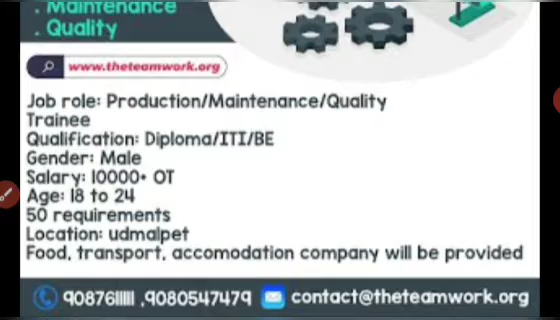 . Maintenance
. Quality
www.theteamwork.org
Job role: Production/Maintenance/Quality
Trainee
Qualification: Diploma/ITI/BE
Gender: Male
Salary: 10000+ OT
Age: 18 to 24
50 requirements
Location: udmalpet
Food, transport, accomodation company will be provided
9087611111 ,9080547479 contact@theteamwork.org